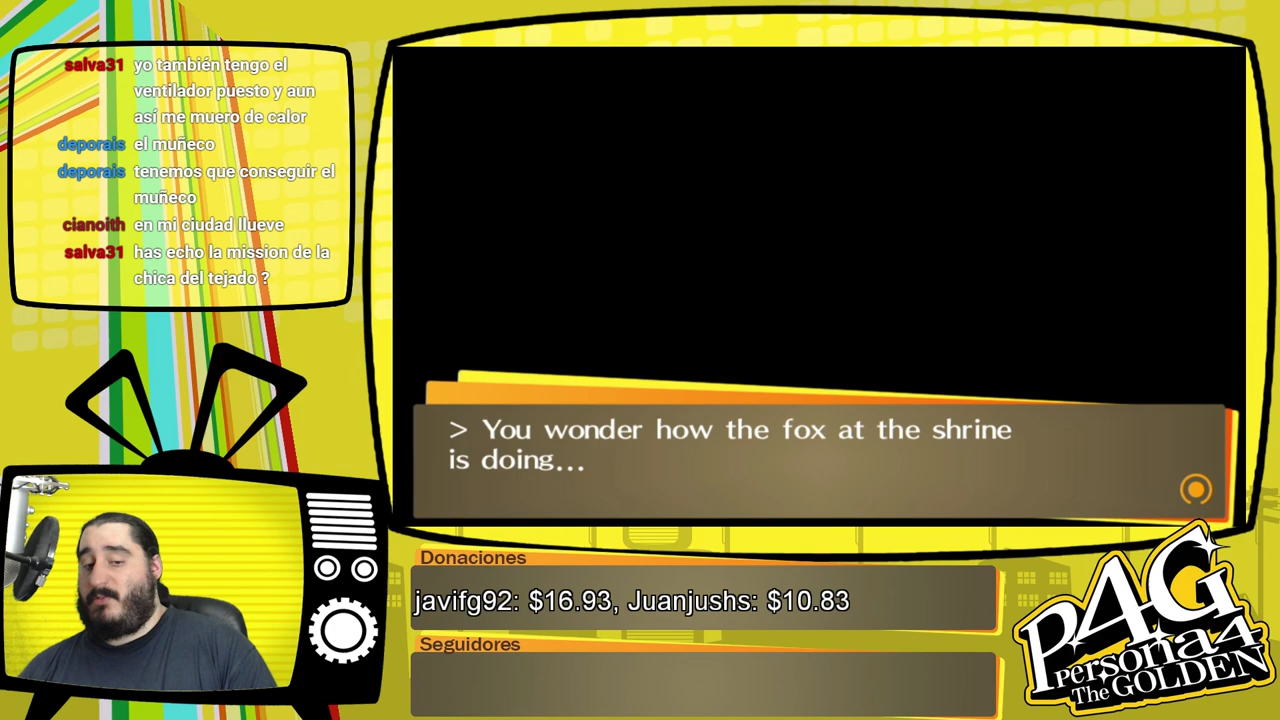 salva31 yo también tengo el
ventilador puesto y aun
así me muero de calor
deporais el muñeco
deporais tenemos que conseguir el
muñeco
cianoith en mi ciudad llueve
salva31 has echo la mission de la
chica del tejado ?
> You wonder how the fox at the shrine
is doing...
Donaciones
javifg92: $16.93, Juanjushs: $10.83
Seguidores
P4G
Persona 4
The GOLDEN